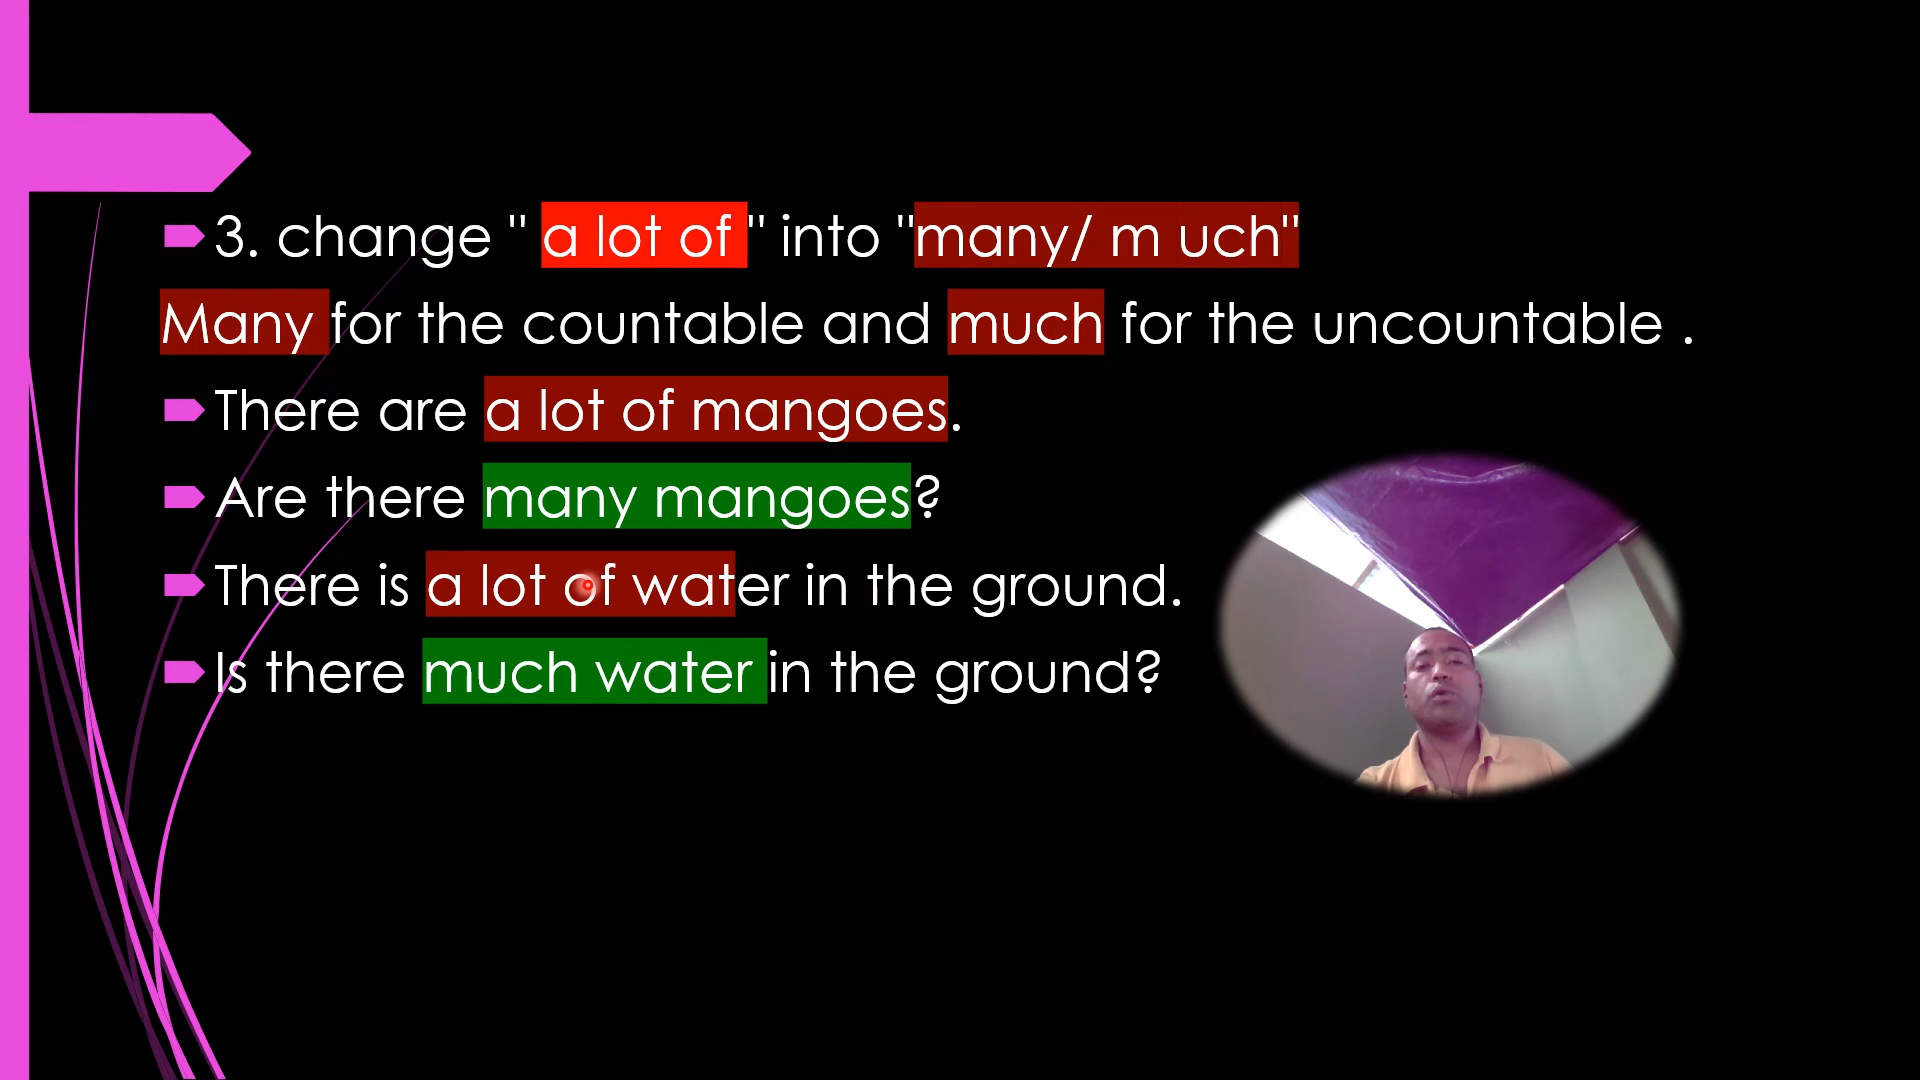 3. change " a lot of " into "many/ m uch"
Many for the countable and much for the uncountable .
There are a lot of mangoes.
Are there many mangoes?
There is a lot of water in the ground.
Is there much water in the ground?